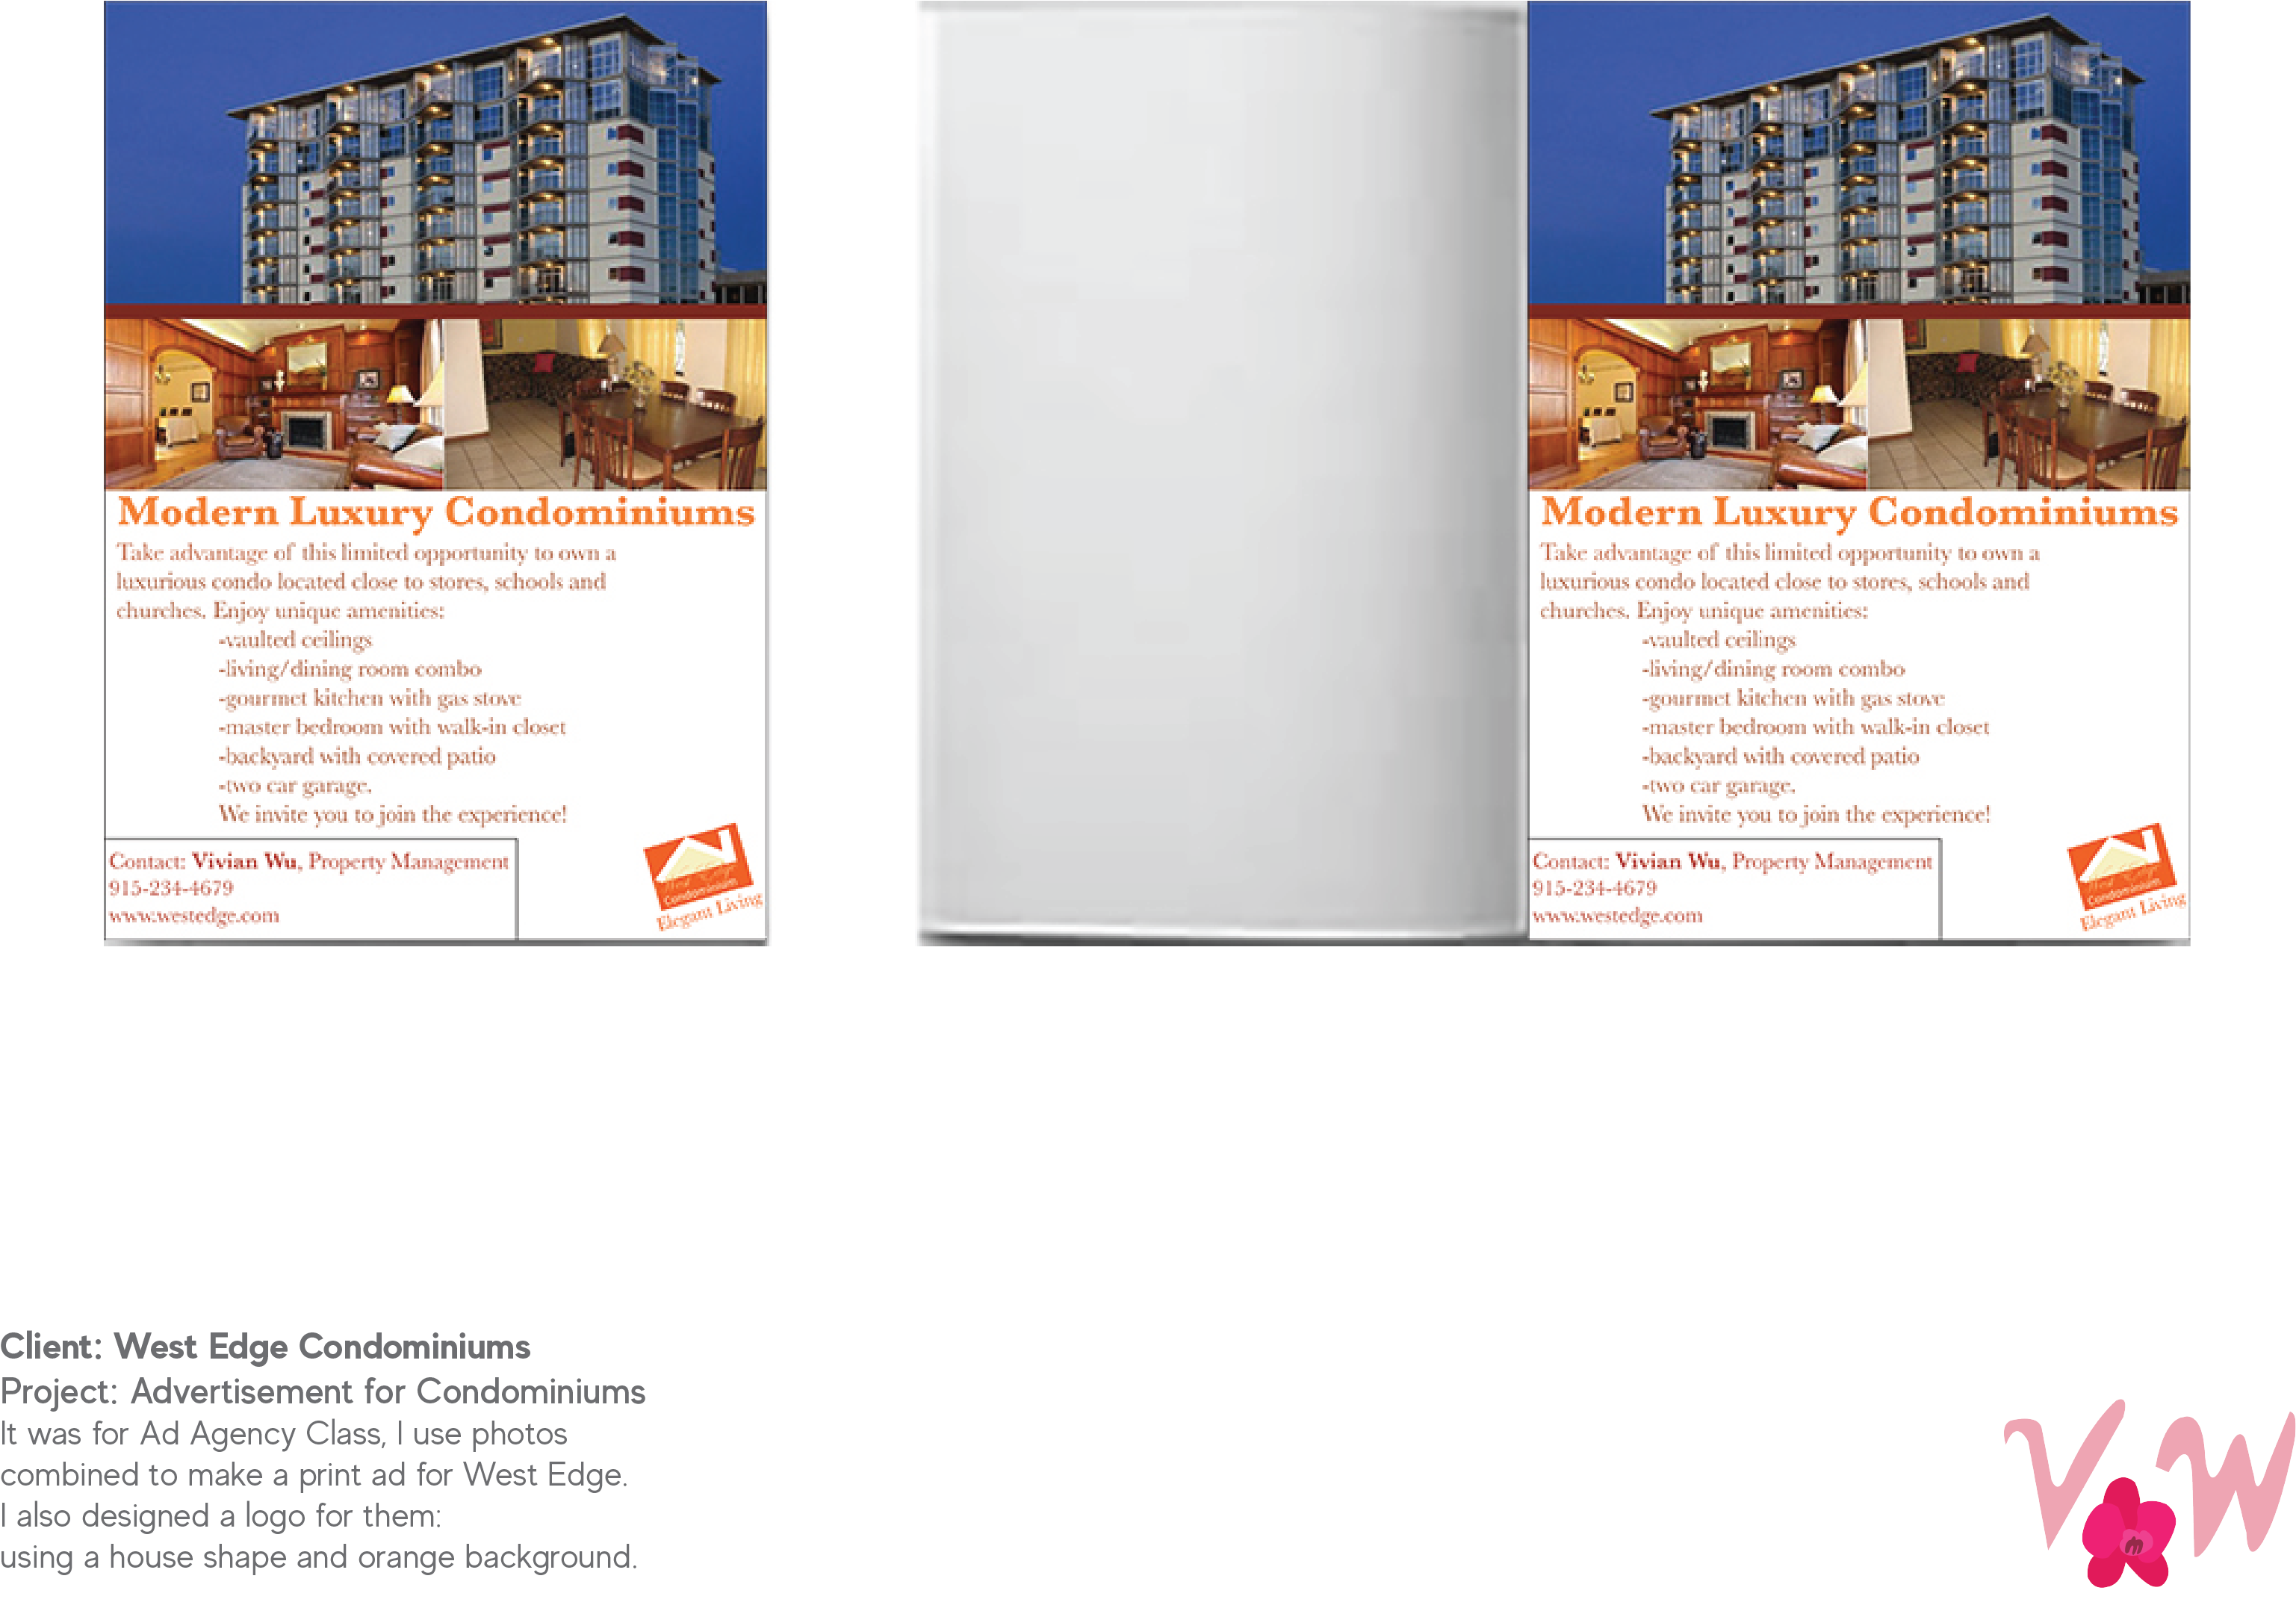 Modern Luxury Condominiums
Take advantage of this limited opportunity to own a
luxurious condo located close to stores, schools and
churches. Enjoy unique amenities:
-vaulted ceilings
-living/dining room combo
-gourmet kitchen with gas stove
-master bedroom with walk-in closet
-backyard with covered patio
-two car garage.
We invite you to join the experience!
Contact: Vivian Wu, Property Management
915-234-4679
www.westedge.com
West Edge
Condominium
Elegant Living
Modern Luxury Condominiums
Take advantage of this limited opportunity to own a
luxurious condo located close to stores, schools and
churches. Enjoy unique amenities:
-vaulted ceilings
-living/dining room combo
-gourmet kitchen with gas stove
-master bedroom with walk-in closet
-backyard with covered patio
-two car garage.
We invite you to join the experience!
Contact: Vivian Wu, Property Management
915-234-4679
www.westedge.com
West Edge
Condominium
Elegant Living
Client: West Edge Condominiums
Project: Advertisement for Condominiums
It was for Ad Agency Class, I use photos
combined to make a print ad for West Edge.
I also designed a logo for them:
using a house shape and orange background.
VW